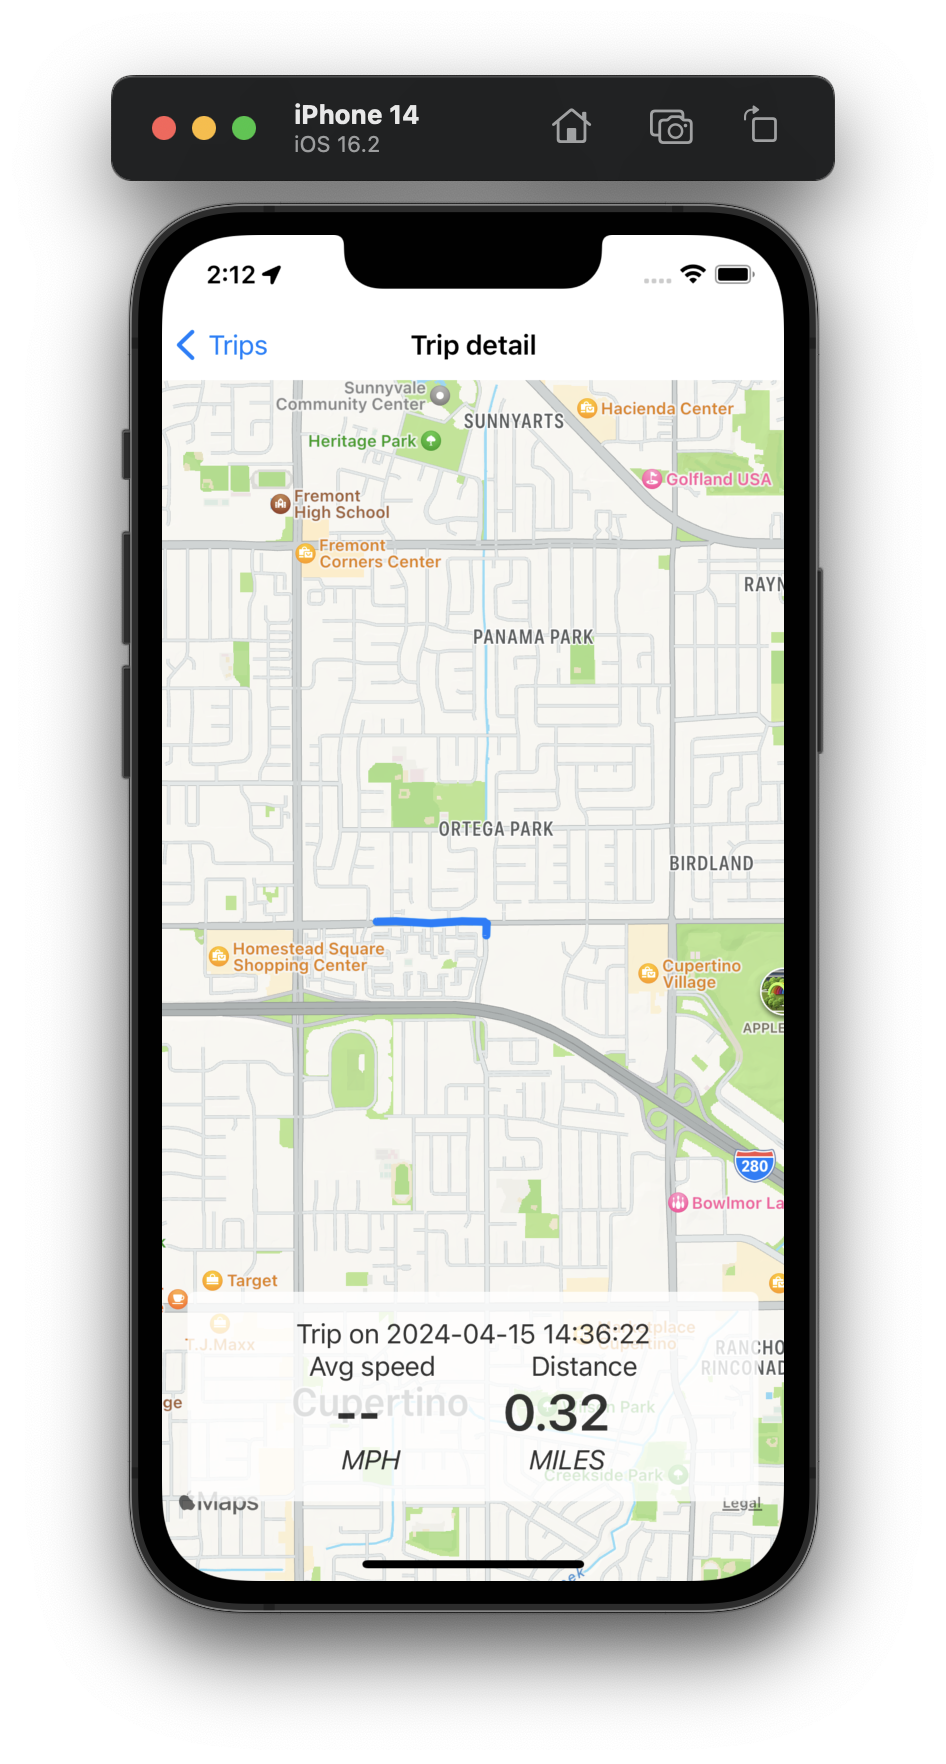 iPhone 14
iOS 16.2
2:12
Trips
Trip detail
Sunnyvale
Community Center
SUNNYARTS
Hacienda Center
Heritage Park
Golfland USA
Fremont
High School
Fremont
Corners Center
RAYN
PANAMA PARK
ORTEGA PARK
BIRDLAND
Homestead Square
Shopping Center
Cupertino
Village
APPLE
280
Bowlmor La
Target
T.J.Maxx
Trip on 2024-04-15 14:36:22
Avg speed
Distance
RANCHO
RINCONAD
Cupertino
--
0.32
ge
MPH
MILES
Creekside Park
Maps
Legal